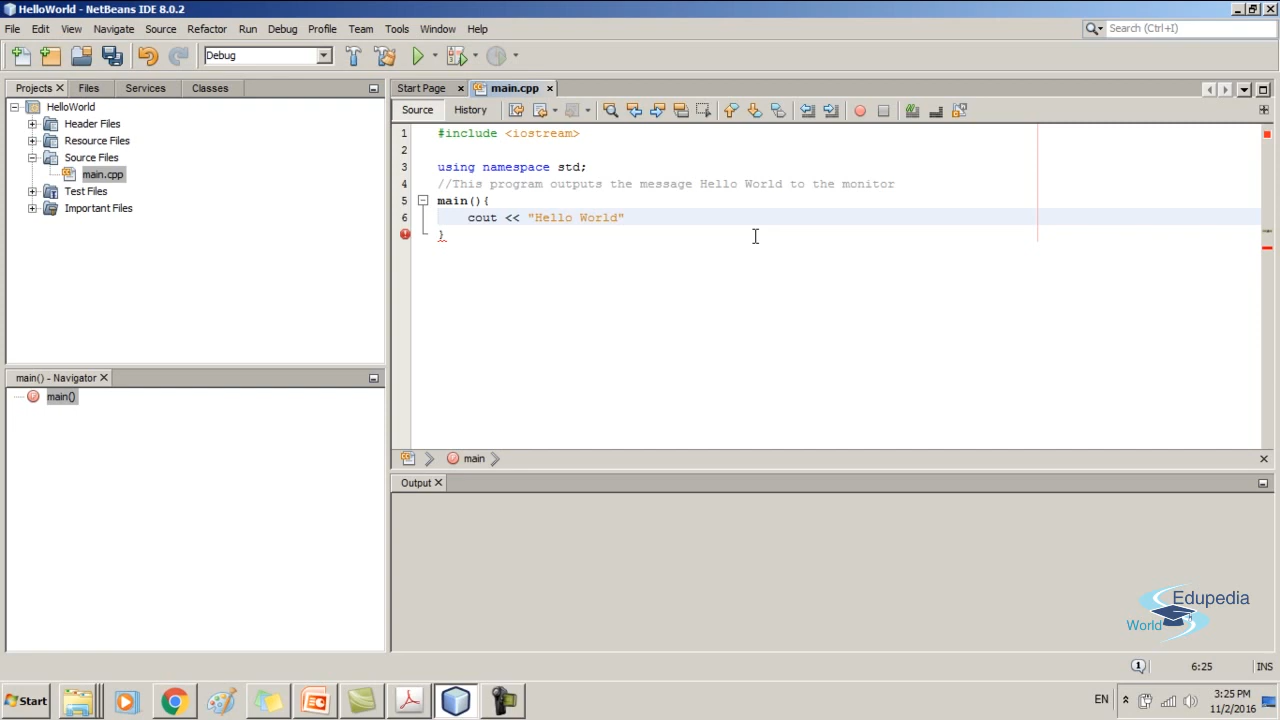 HelloWorld - NetBeans IDE 8.0.2
File Edit View Navigate Source Refactor Run Debug Profile Team Tools Window Help
Search (Ctrl+I)
Debug
Projects Files Services Classes
HelloWorld
Header Files
Resource Files
Source Files
main.cpp
Test Files
Important Files
main() - Navigator
main()
Start Page main.cpp
Source History
1 #include <iostream>
2
3 using namespace std;
4 //This program outputs the message Hello World to the monitor
5 main(){
6 cout << "Hello World"
}
main
Output
Edupedia
World
1
6:25 INS
Start
EN
3:25 PM
11/2/2016